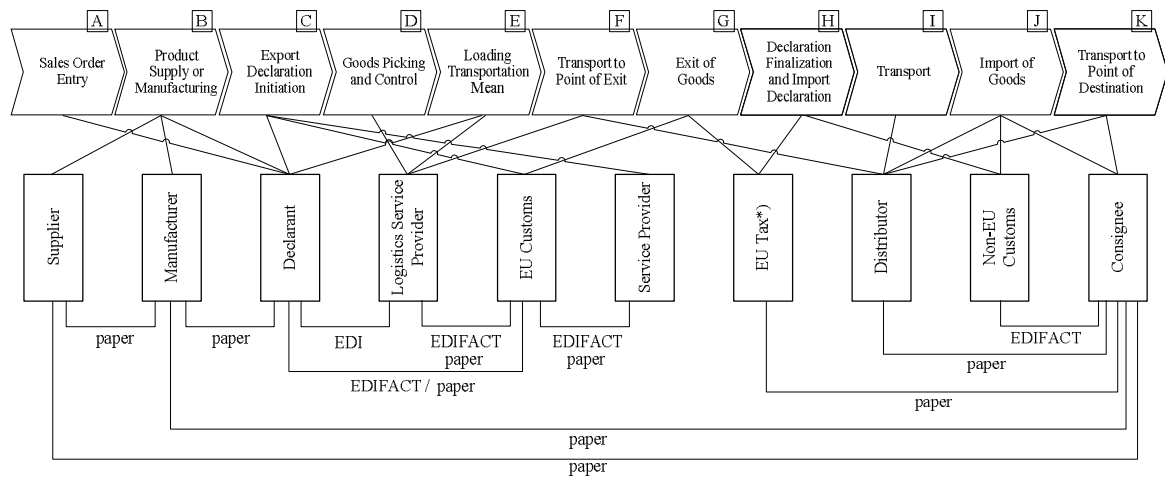 A
B
C
D
E
F
G
H
I
J
K
Sales Order
Entry
Product
Supply or
Manufacturing
Export
Declaration
Initiation
Goods Picking
and Control
Loading
Transportation
Mean
Transport to
Point of Exit
Exit of
Goods
Declaration
Finalization
and Import
Declaration
Transport
Import of
Goods
Transport to
Point of
Destination
Supplier
Manufacturer
Declarant
Logistics Service
Provider
EU Customs
Service Provider
EU Tax*)
Distributor
Non-EU
Customs
Consignee
paper
paper
EDI
EDIFACT
paper
EDIFACT
paper
EDIFACT
EDIFACT / paper
paper
paper
paper
paper